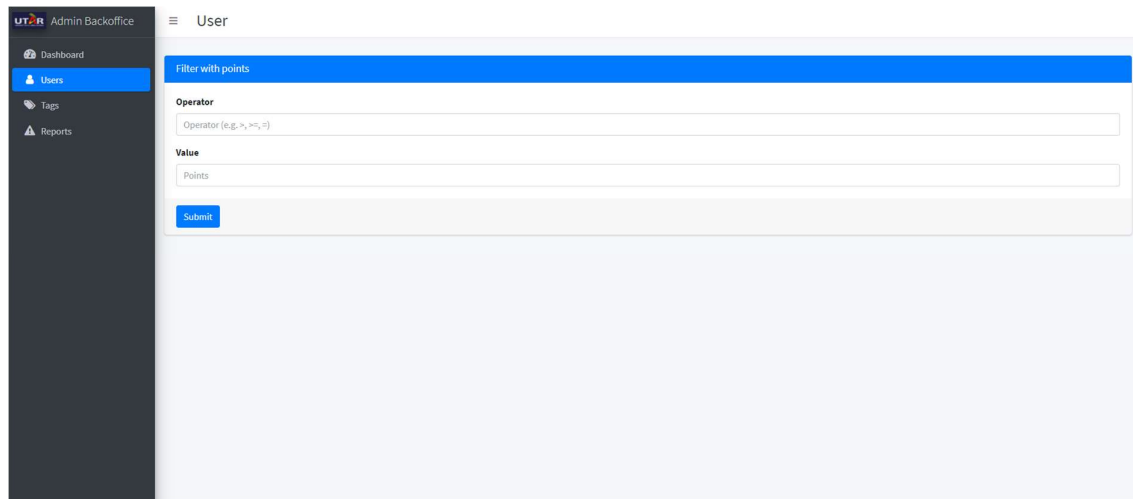 UTAR Admin Backoffice
User
Dashboard
Users
Tags
Reports
Filter with points
Operator
Operator (e.g. >, >=, =)
Value
Points
Submit